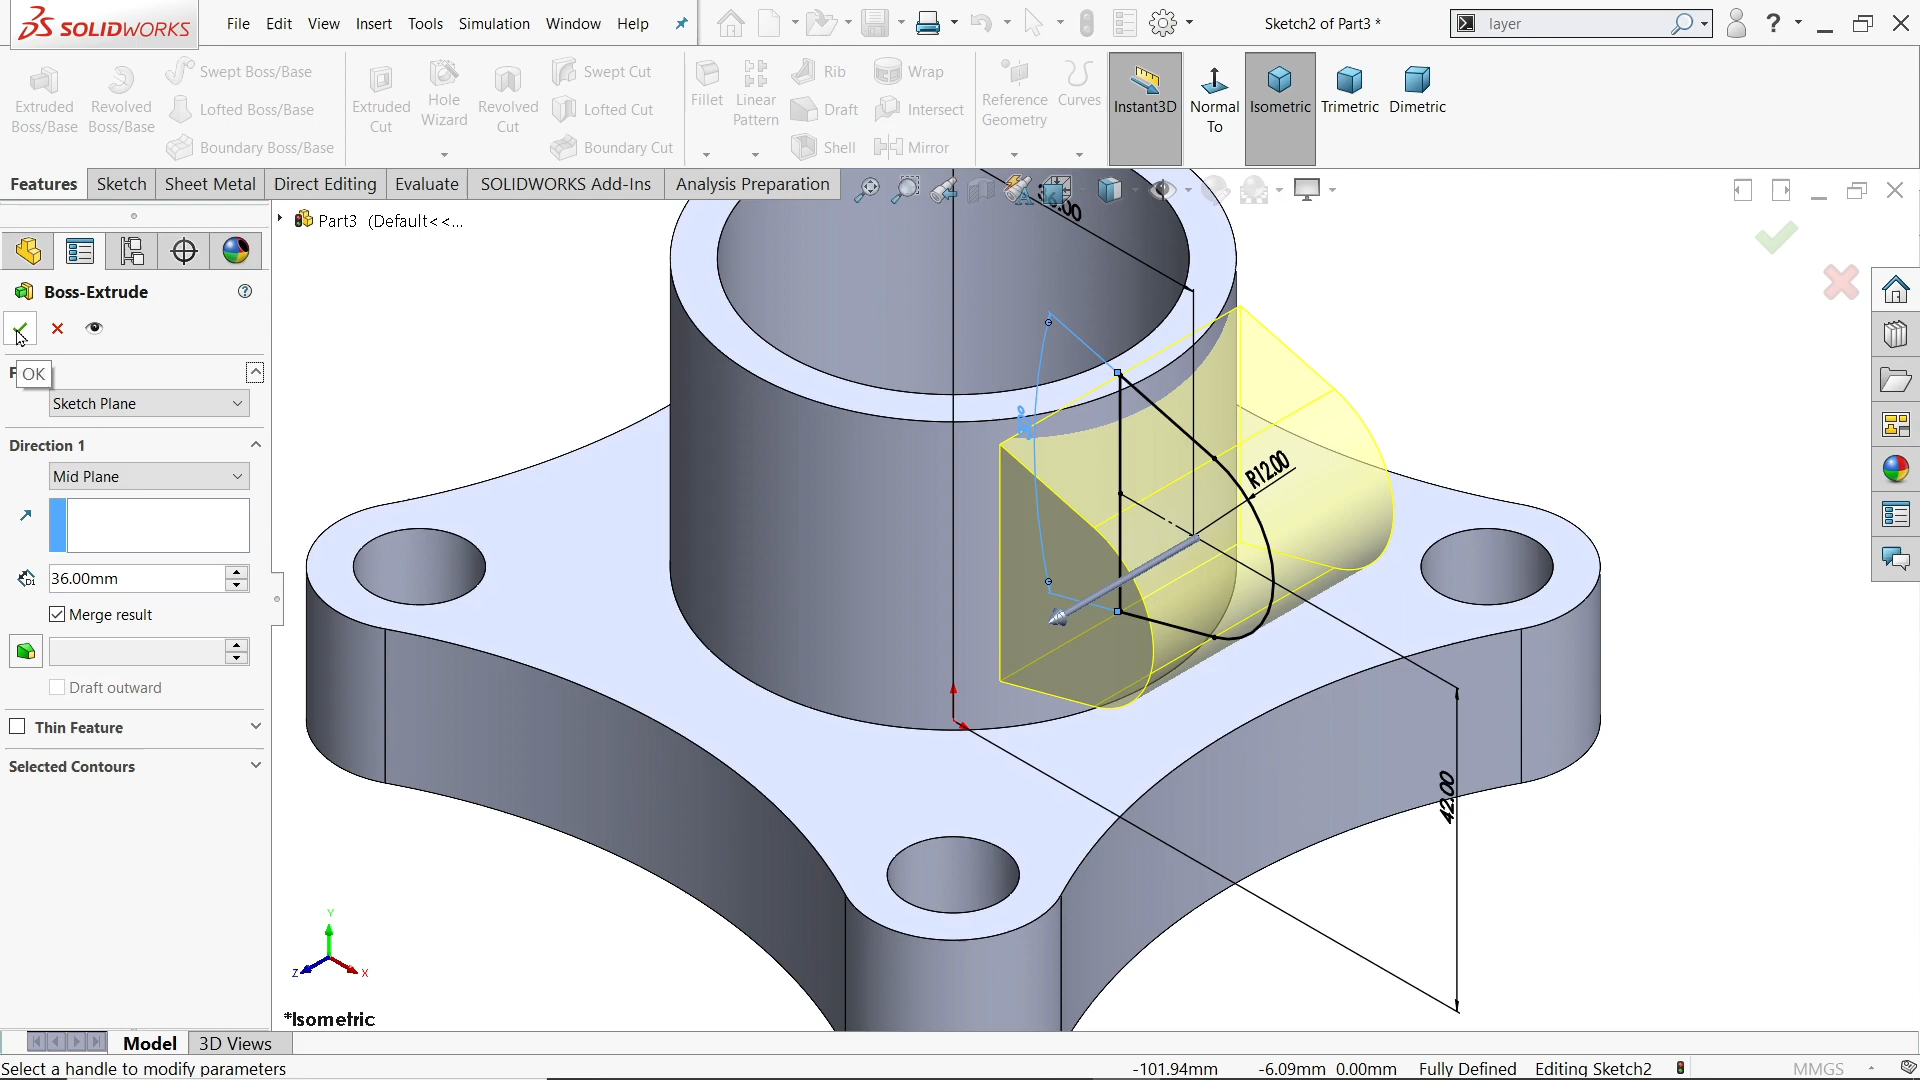 SOLIDWORKS File Edit View Insert Tools Simulation Window Help Sketch2 of Part3 * layer ?
Extruded Boss/Base
Revolved Boss/Base
Swept Boss/Base
Lofted Boss/Base
Boundary Boss/Base
Extruded Cut
Hole Wizard
Revolved Cut
Swept Cut
Lofted Cut
Boundary Cut
Fillet
Linear Pattern
Rib
Draft
Shell
Wrap
Intersect
Mirror
Reference Geometry
Curves
Instant3D
Normal To
Isometric
Trimetric
Dimetric
Features Sketch Sheet Metal Direct Editing Evaluate SOLIDWORKS Add-Ins Analysis Preparation
Part3 (Default<<...
Boss-Extrude
OK
Sketch Plane
Direction 1
Mid Plane
D1
36.00mm
Merge result
Draft outward
Thin Feature
Selected Contours
R12.00
42.00
Y
Z
X
*Isometric
Model 3D Views
Select a handle to modify parameters -101.94mm -6.09mm 0.00mm Fully Defined Editing Sketch2 MMGS